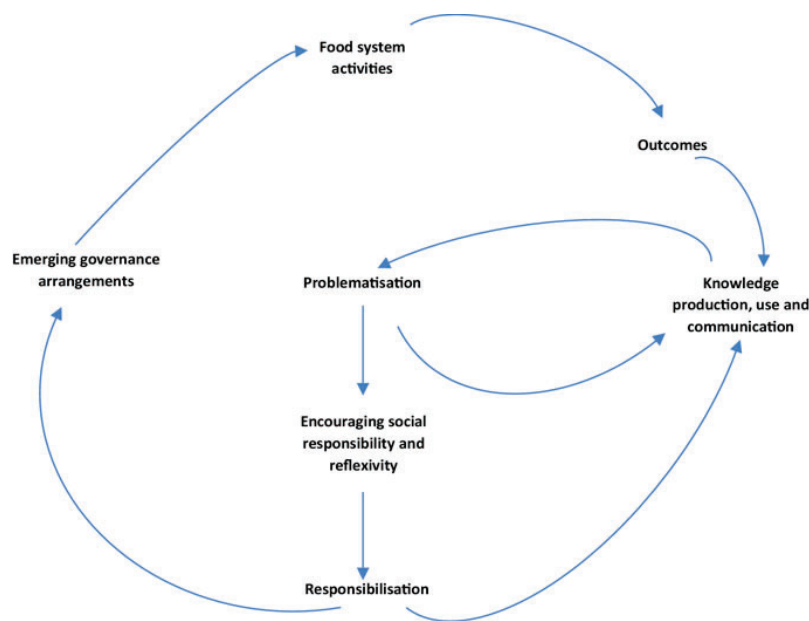 Food system
activities
Outcomes
Emerging governance
arrangements
Problematisation
Knowledge
production, use and
communication
Encouraging social
responsibility and
reflexivity
Responsibilisation